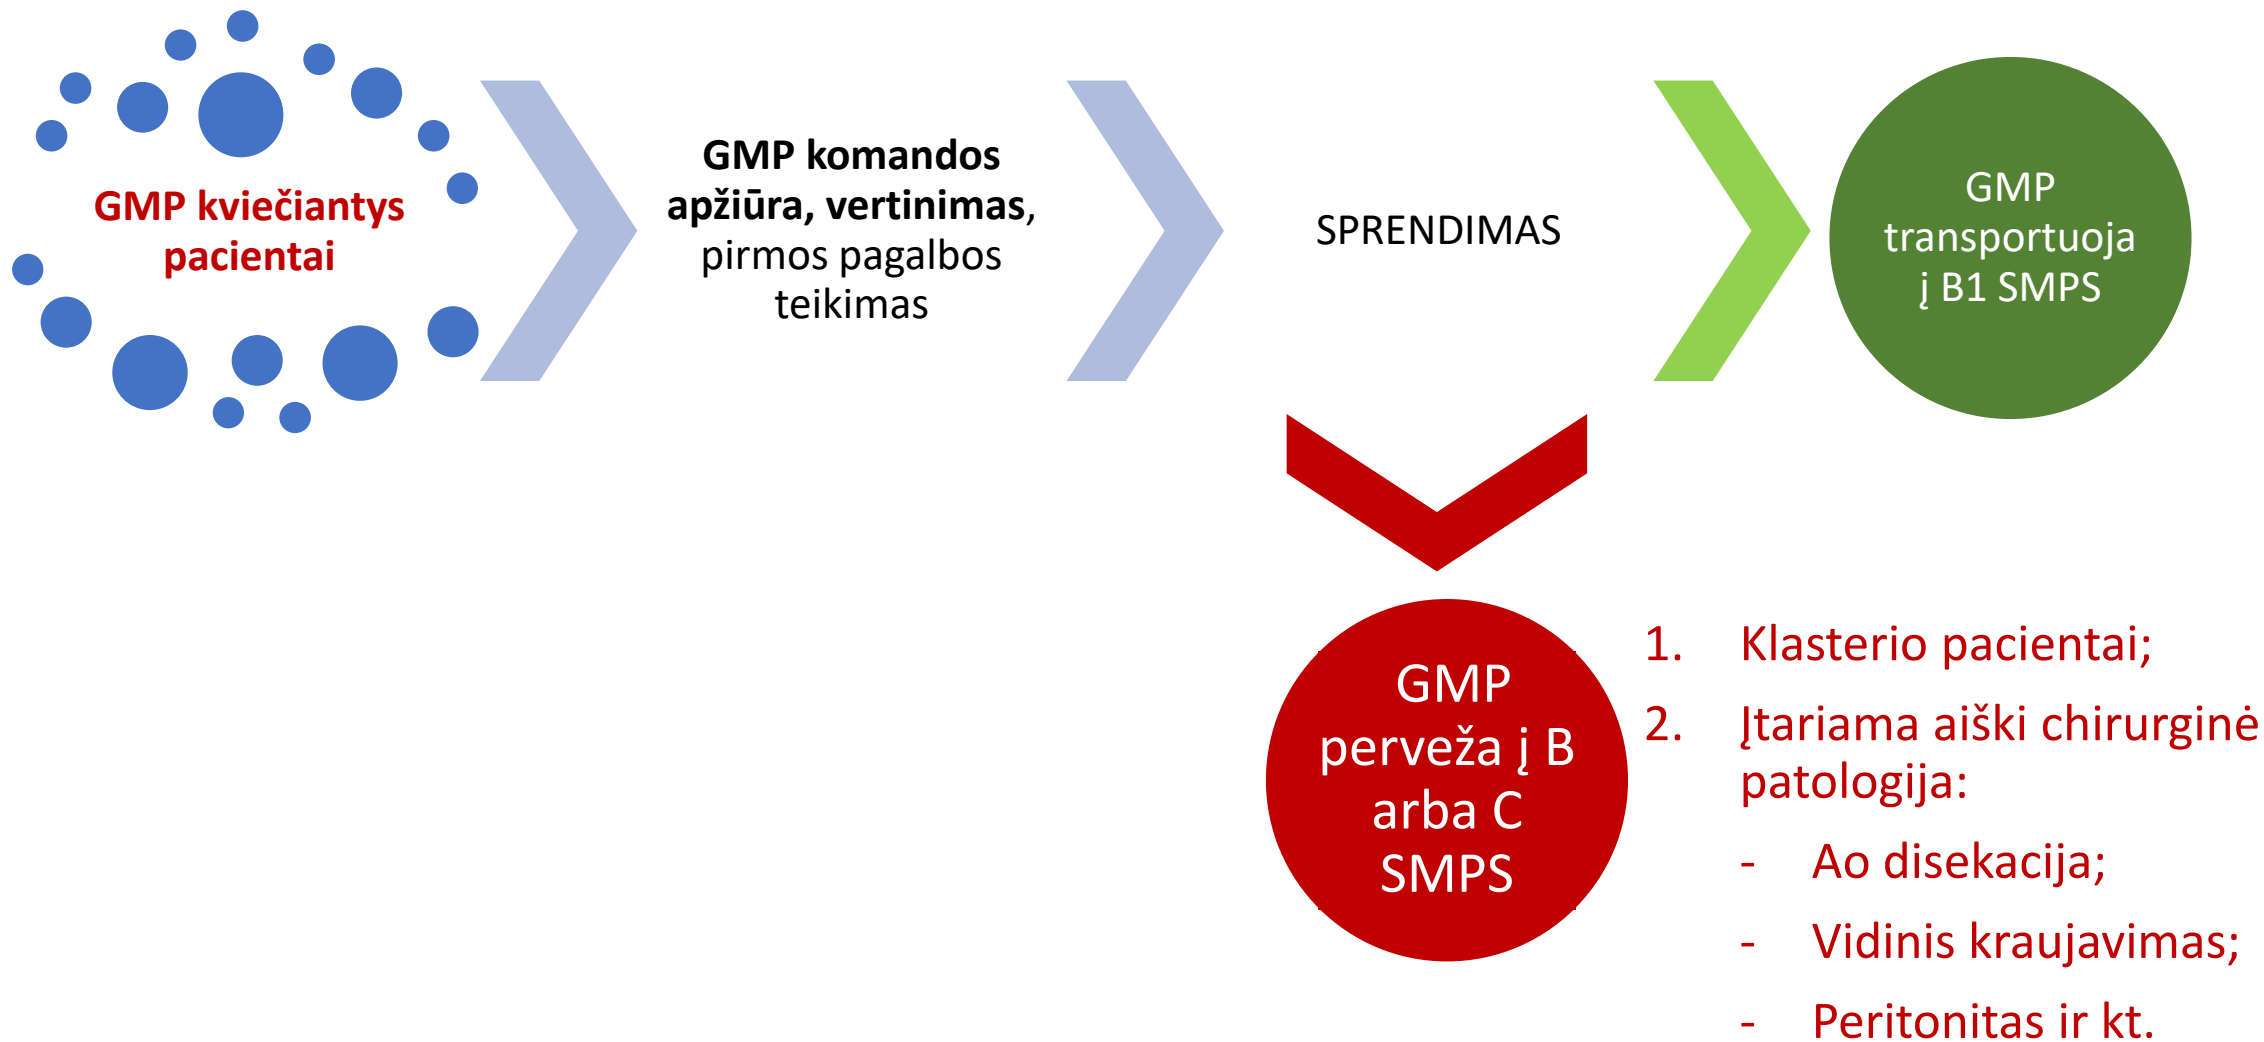 GMP kviečiantys
pacientai
GMP komandos
apžiūra, vertinimas,
pirmos pagalbos
teikimas
SPRENDIMAS
GMP
transportuoja
į B1 SMPS
GMP
perveža į B
arba C
SMPS
1. Klasterio pacientai;
2. Įtariama aiški chirurginė
patologija:
- Ao disekacija;
- Vidinis kraujavimas;
- Peritonitas ir kt.